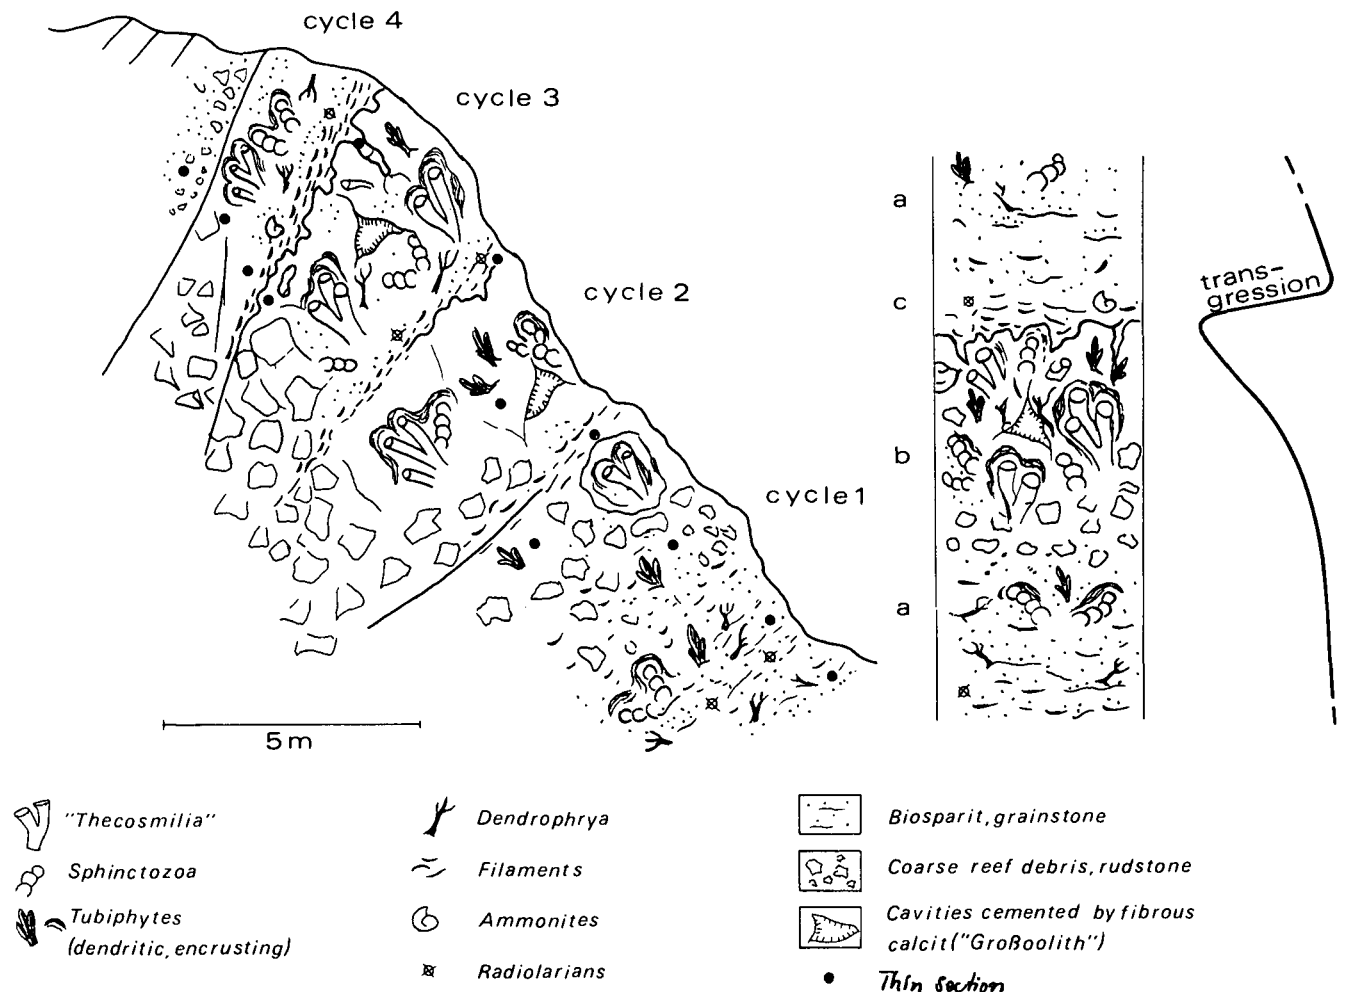 cycle 4
cycle 3
cycle 2
cycle 1
5m
a
c
b
a
trans-
gression
"Thecosmilia"
Sphinctozoa
Tubiphytes
(dendritic, encrusting)
Dendrophrya
Filaments
Ammonites
Radiolarians
Biosparit, grainstone
Coarse reef debris, rudstone
Cavities cemented by fibrous
calcit ("Großoolith")
Thin section